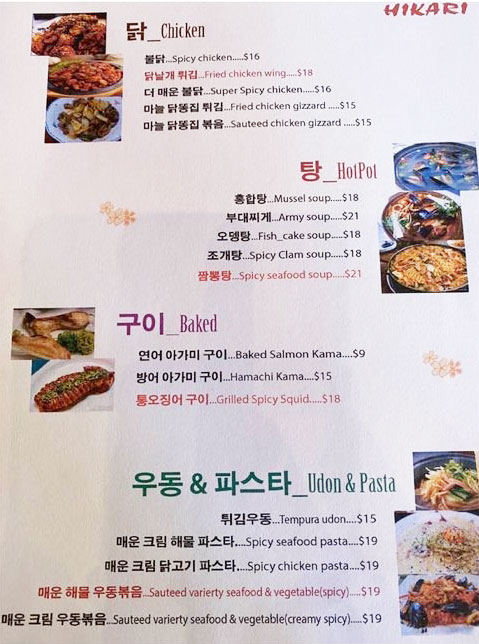 HIKARI
닭_Chicken
불닭...Spicy chicken.....$16
닭날개 튀김...Fried chicken wing.....$18
더 매운 불닭...Super Spicy chicken.....$16
마늘 닭똥집 튀김...Fried chicken gizzard .....$15
마늘 닭똥집 볶음...Sauteed chicken gizzard .....$15
탕_HotPot
홍합탕...Mussel soup.....$18
부대찌게...Army soup.....$21
오뎅탕...Fish_cake soup.....$18
조개탕...Spicy Clam soup.....$18
짬뽕탕...Spicy seafood soup.....$21
구이_Baked
연어 아가미 구이...Baked Salmon Kama....$9
방어 아가미 구이...Hamachi Kama....$15
통오징어 구이...Grilled Spicy Squid.....$18
우동 & 파스타_Udon & Pasta
튀김우동...Tempura udon....$15
매운 크림 해물 파스타....Spicy seafood pasta....$19
매운 크림 닭고기 파스타....Spicy chicken pasta....$19
매운 해물 우동볶음...Sauteed varierty seafood & vegetable(spicy)....$19
매운 크림 우동볶음...Sauteed varierty seafood & vegetable(creamy spicy)....$19